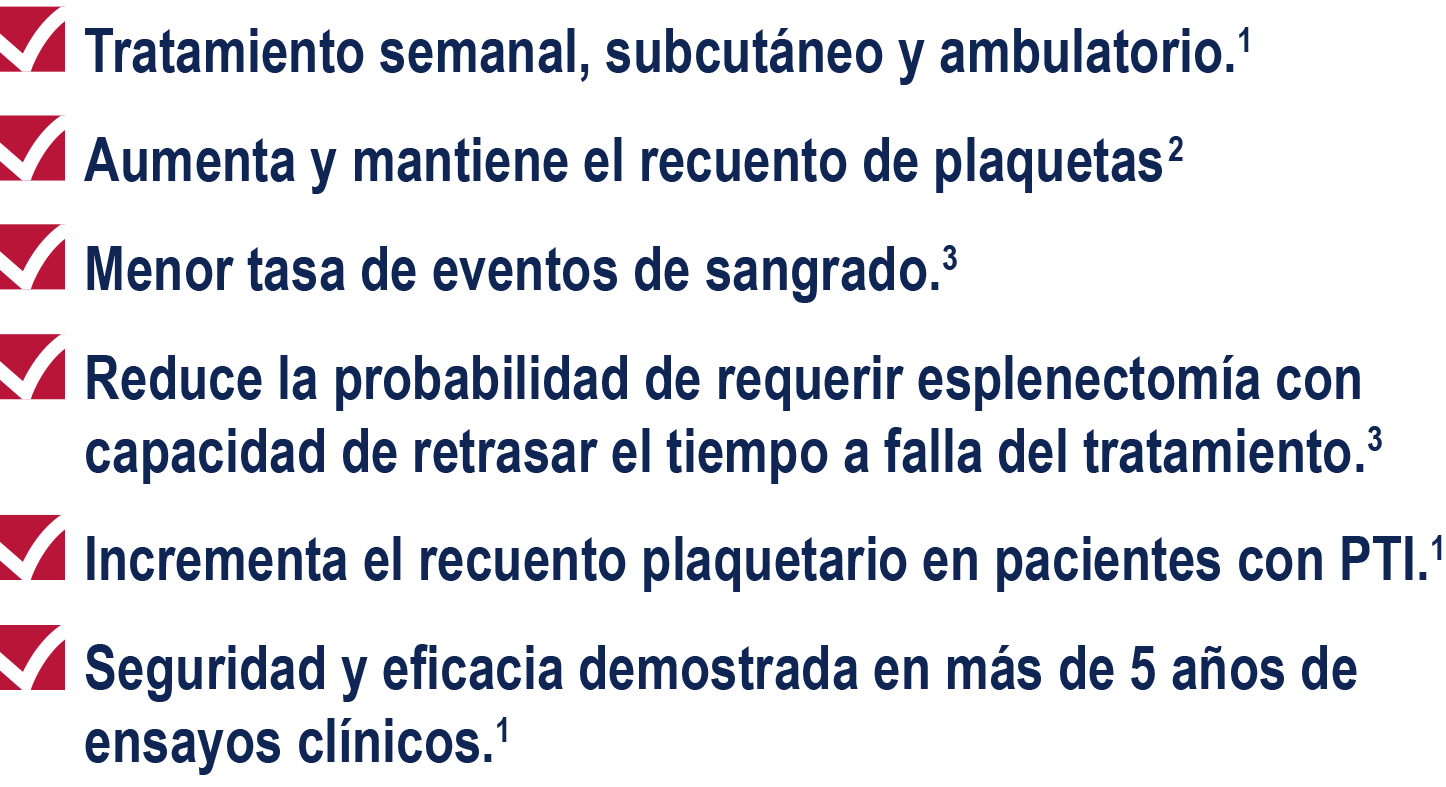 Tratamiento semanal, subcutáneo y ambulatorio.¹
Aumenta y mantiene el recuento de plaquetas²
Menor tasa de eventos de sangrado.³
Reduce la probabilidad de requerir esplenectomía con
capacidad de retrasar el tiempo a falla del tratamiento.³
Incrementa el recuento plaquetario en pacientes con PTI.¹
Seguridad y eficacia demostrada en más de 5 años de
ensayos clínicos.¹